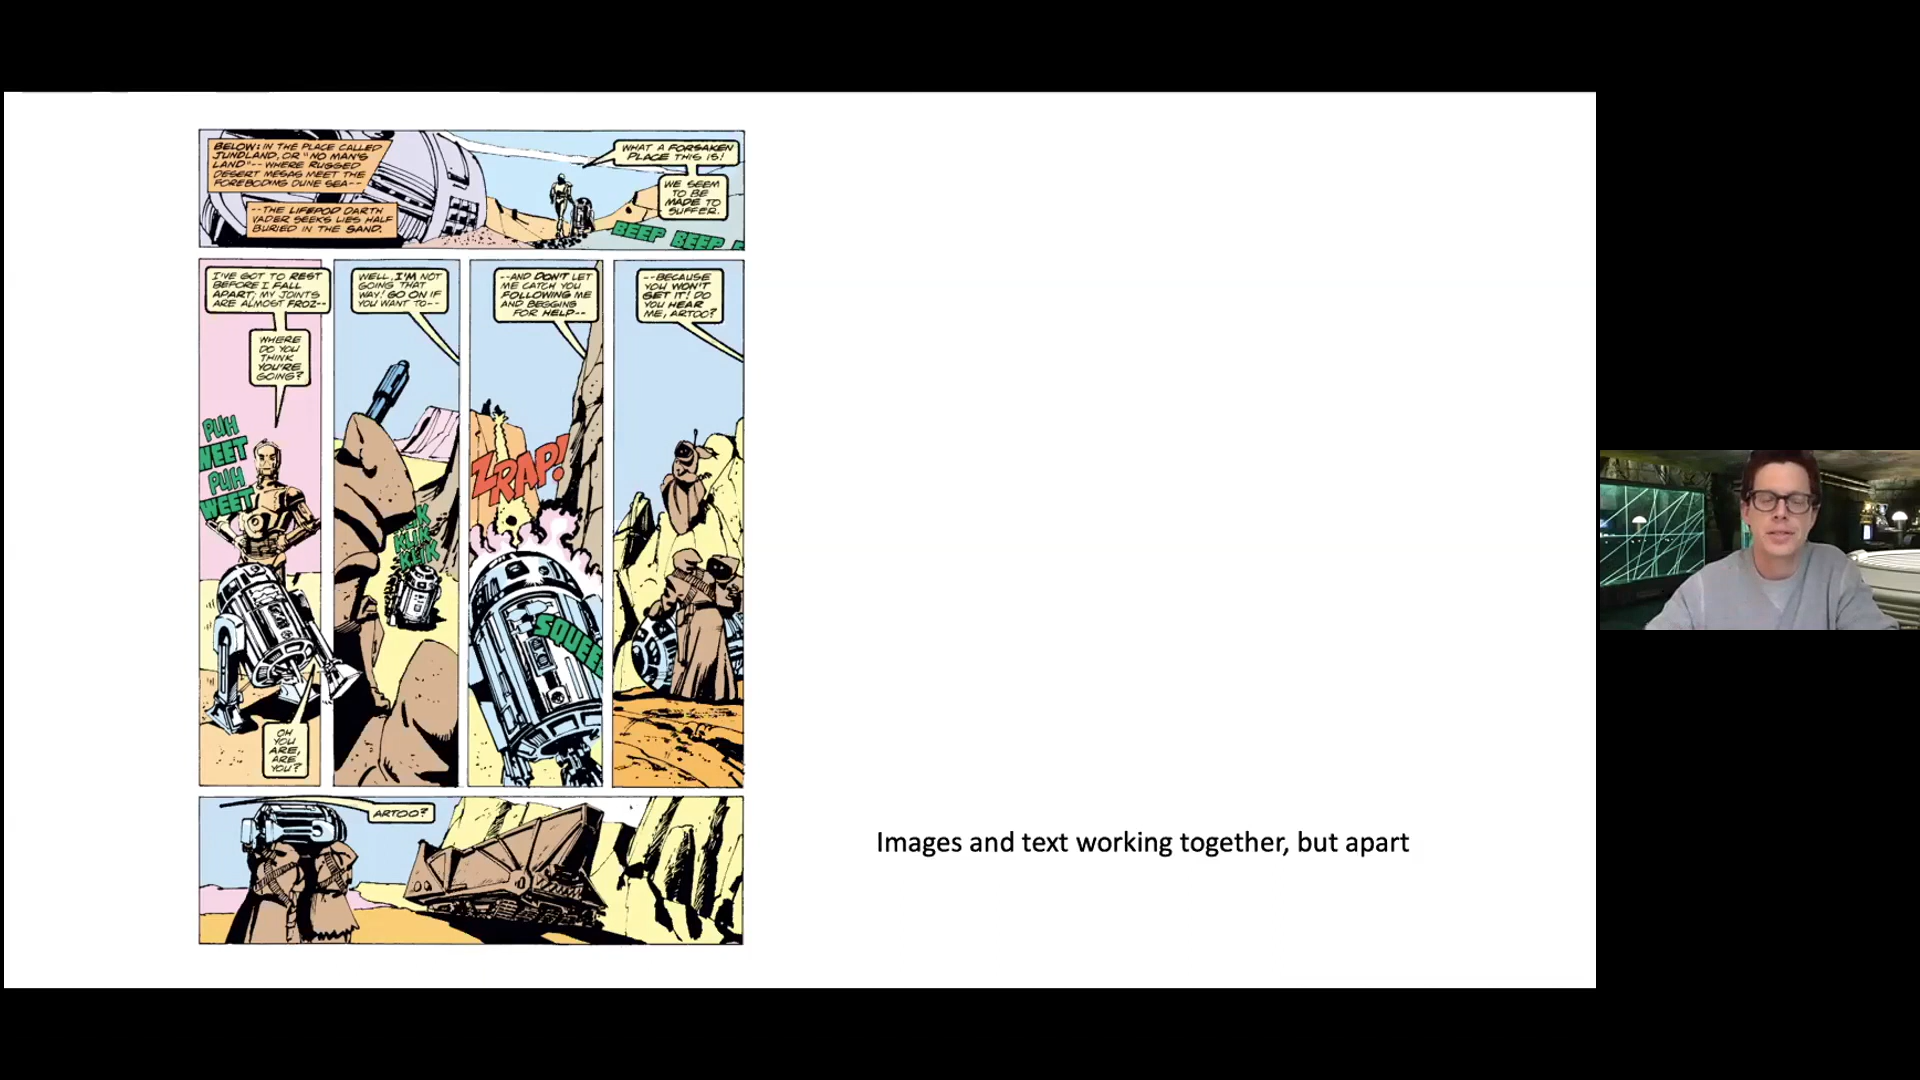 BELOW: IN THE PLACE CALLED
JUNDLAND, OR "NO MAN'S
LAND"-- WHERE RUGGED
DESERT MESAS MEET THE
FOREBODING DUNE SEA--
--THE LIFEPOD DARTH
VADER SEEKS LIES HALF
BURIED IN THE SAND.
WHAT A FORSAKEN
PLACE THIS IS!
WE SEEM
TO BE
MADE TO
SUFFER.
BEEP BEEP
I'VE GOT TO REST
BEFORE I FALL
APART; MY JOINTS
ARE ALMOST FROZ--
WHERE
DO YOU
THINK
YOU'RE
GOING?
PUH
WEET
PUH
WEET
OH
YOU
ARE,
ARE
YOU?
WELL, I'M NOT
GOING THAT
WAY! GO ON IF
YOU WANT TO--
KLIK
KLIK
KLIK
--AND DON'T LET
ME CATCH YOU
FOLLOWING ME
AND BEGGING
FOR HELP--
Z-RAP!
SQUEEE
--BECAUSE
YOU WON'T
GET IT! DO
YOU HEAR
ME, ARTOO?
ARTOO?
Images and text working together, but apart